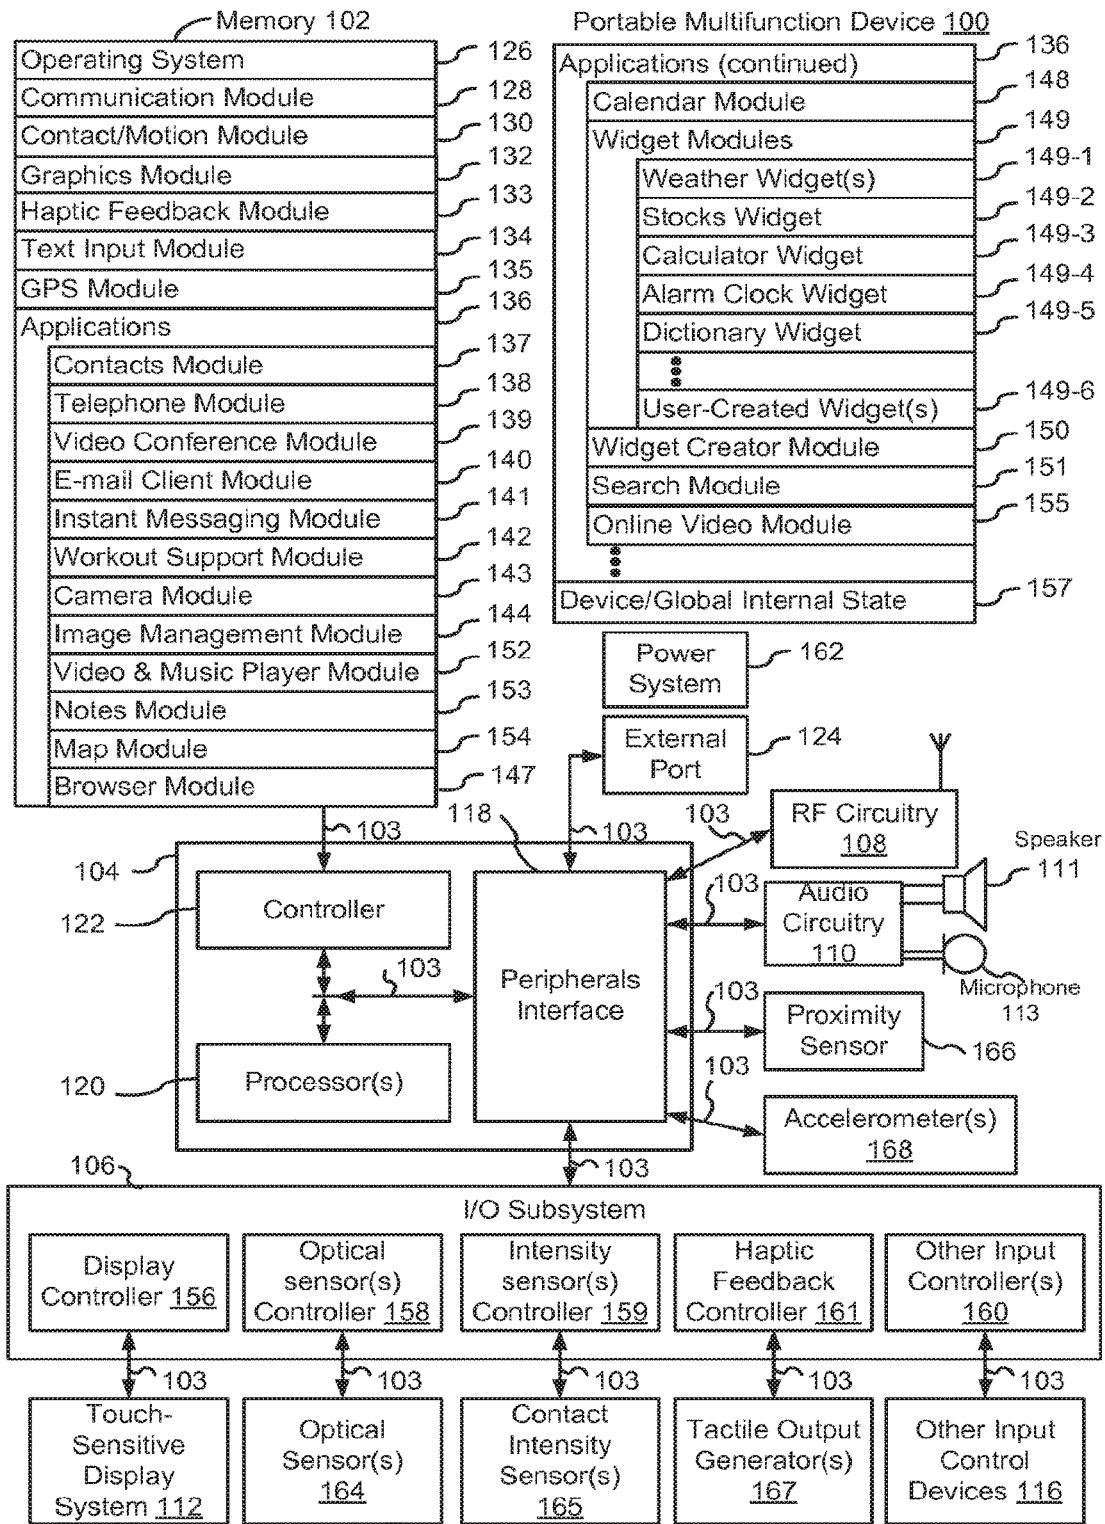 Memory 102
Operating System 126
Communication Module 128
Contact/Motion Module 130
Graphics Module 132
Haptic Feedback Module 133
Text Input Module 134
GPS Module 135
Applications 136
Contacts Module 137
Telephone Module 138
Video Conference Module 139
E-mail Client Module 140
Instant Messaging Module 141
Workout Support Module 142
Camera Module 143
Image Management Module 144
Video & Music Player Module 152
Notes Module 153
Map Module 154
Browser Module 147
Portable Multifunction Device 100
Applications (continued) 136
Calendar Module 148
Widget Modules 149
Weather Widget(s) 149-1
Stocks Widget 149-2
Calculator Widget 149-3
Alarm Clock Widget 149-4
Dictionary Widget 149-5
User-Created Widget(s) 149-6
Widget Creator Module 150
Search Module 151
Online Video Module 155
Device/Global Internal State 157
Power
System
162
External
Port
124
103
118
103
103
RF Circuitry
108
Speaker
111
104
Controller
122
103
Audio
Circuitry
110
Microphone
113
103
Peripherals
Interface
103
Proximity
Sensor
166
Processor(s)
120
103
Accelerometer(s)
168
103
106
I/O Subsystem
Display
Controller 156
Optical
sensor(s)
Controller 158
Intensity
sensor(s)
Controller 159
Haptic
Feedback
Controller 161
Other Input
Controller(s)
160
103
103
103
103
103
Touch-
Sensitive
Display
System 112
Optical
Sensor(s)
164
Contact
Intensity
Sensor(s)
165
Tactile Output
Generator(s)
167
Other Input
Control
Devices 116